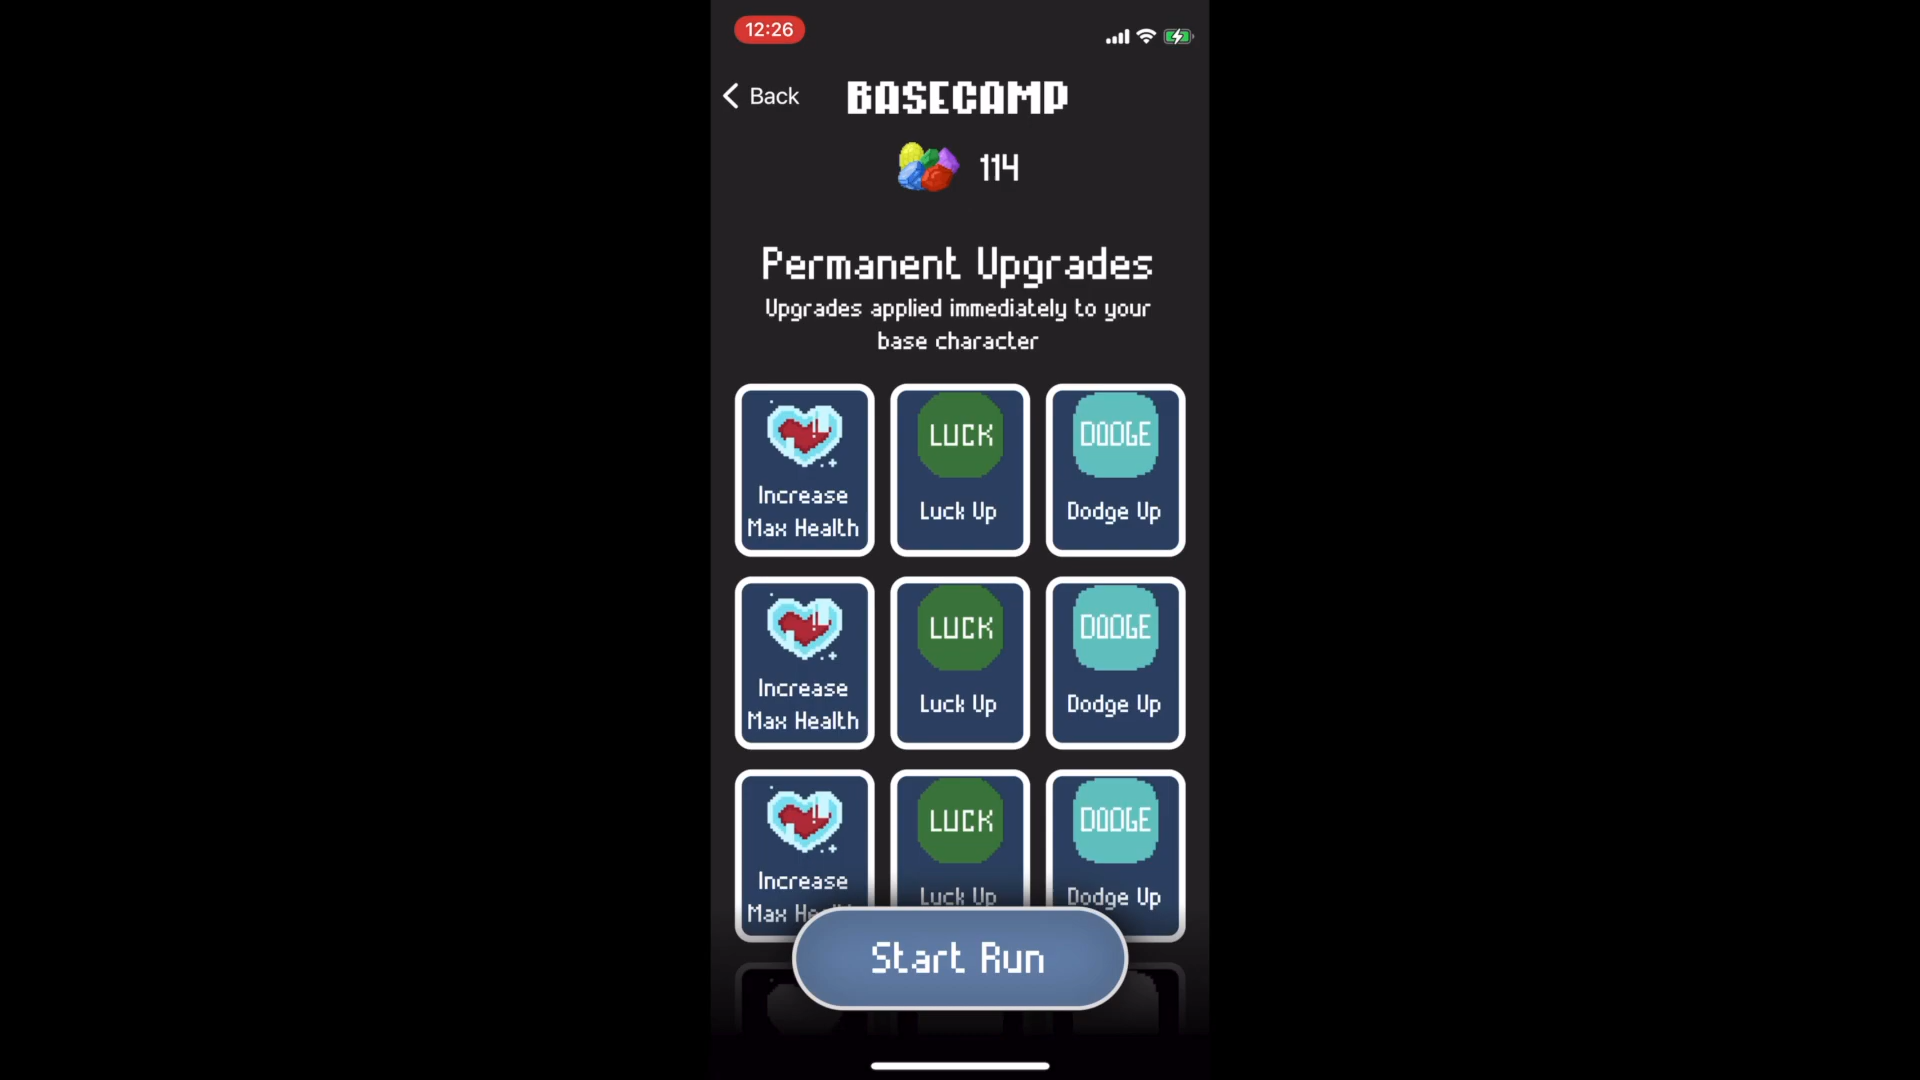 12:26
Back
BASECAMP
114
Permanent Upgrades
Upgrades applied immediately to your
base character
LUCK
DODGE
Increase
Max Health
Luck Up
Dodge Up
LUCK
DODGE
Increase
Max Health
Luck Up
Dodge Up
LUCK
DODGE
Increase
Max He
Luck Up
Dodge Up
Start Run